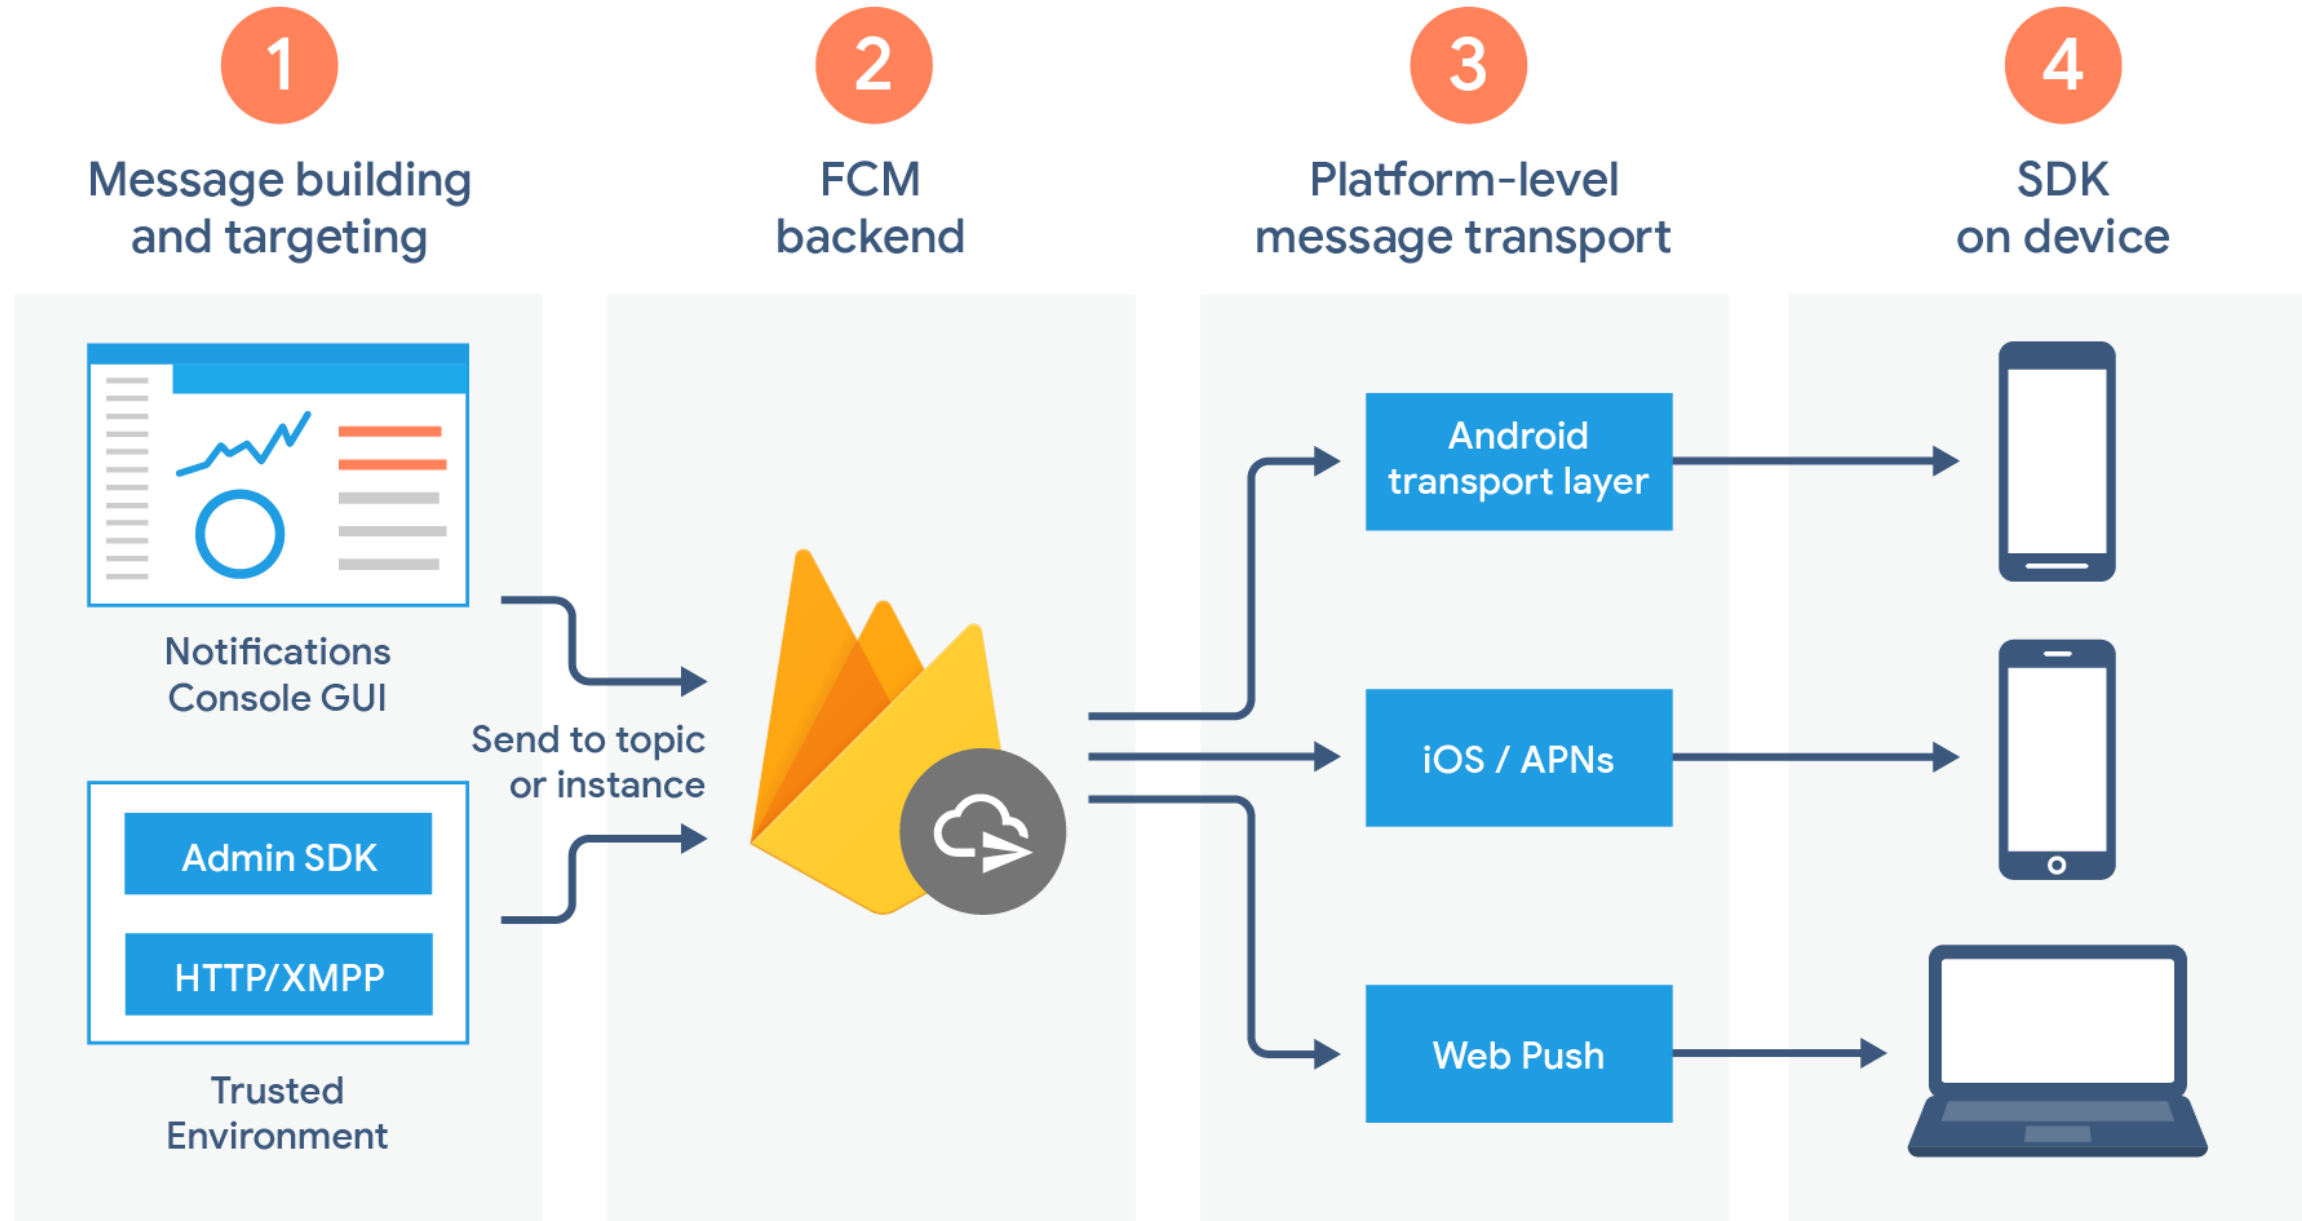 1
Message building
and targeting
2
FCM
backend
3
Platform-level
message transport
4
SDK
on device
Notifications
Console GUI
Send to topic
or instance
Admin SDK
HTTP/XMPP
Trusted
Environment
Android
transport layer
iOS / APNs
Web Push